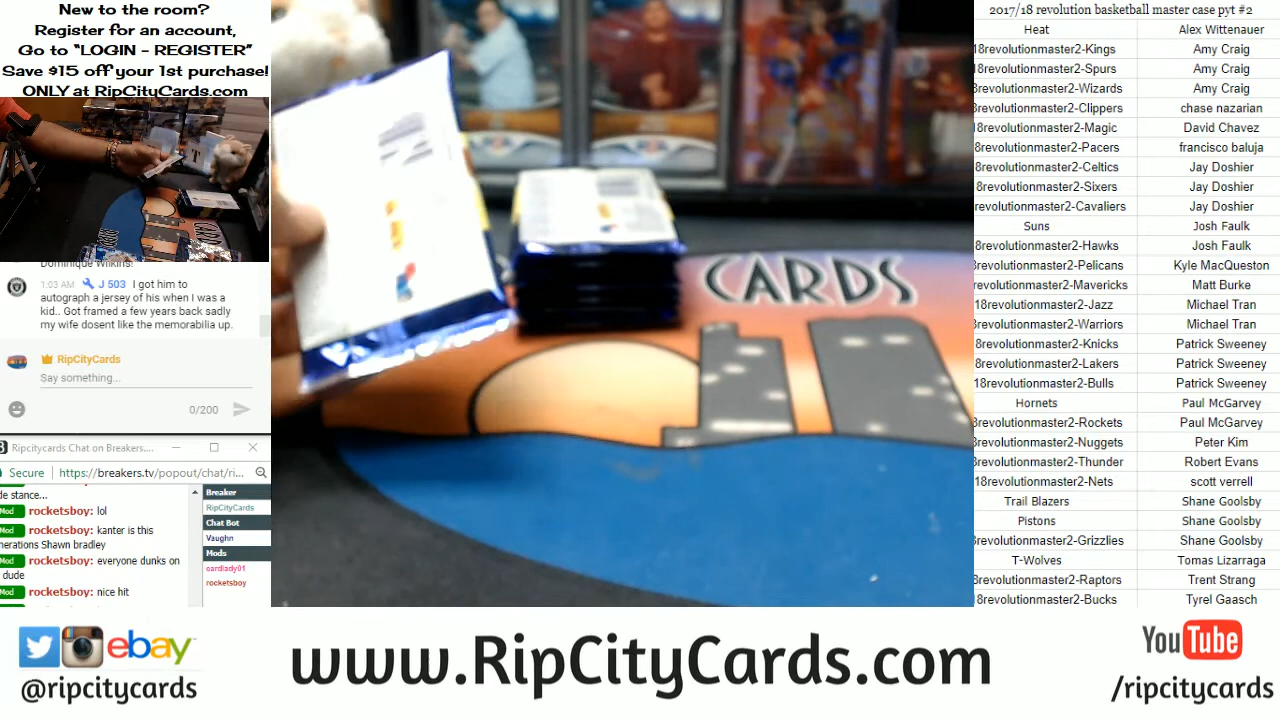 New to the room?
Register for an account,
Go to “LOGIN - REGISTER”
Save $15 off your 1st purchase!
ONLY at RipCityCards.com
Dominique Wilkins!
1:03 AM J 503 I got him to
autograph a jersey of his when I was a
kid.. Got framed a few years back sadly
my wife dosent like the memorabilia up.
RipCityCards
Say something...
0/200
Ripcitycards Chat on Breakers....
Secure https://breakers.tv/popout/chat/ri...
de stance...
Mod rocketsboy: lol
Mod rocketsboy: kanter is this
nerations Shawn bradley
Mod rocketsboy: everyone dunks on
dude
Mod rocketsboy: nice hit
Breaker
RipCityCards
Chat Bot
Vaughn
Mods
cardlady01
rocketsboy
CARDS
CARDS
2017/18 revolution basketball master case pyt #2
Heat Alex Wittenauer
18revolutionmaster2-Kings Amy Craig
8revolutionmaster2-Spurs Amy Craig
8revolutionmaster2-Wizards Amy Craig
8revolutionmaster2-Clippers chase nazarian
18revolutionmaster2-Magic David Chavez
8revolutionmaster2-Pacers francisco baluja
8revolutionmaster2-Celtics Jay Doshier
8revolutionmaster2-Sixers Jay Doshier
revolutionmaster2-Cavaliers Jay Doshier
Suns Josh Faulk
8revolutionmaster2-Hawks Josh Faulk
8revolutionmaster2-Pelicans Kyle MacQueston
revolutionmaster2-Mavericks Matt Burke
18revolutionmaster2-Jazz Michael Tran
8revolutionmaster2-Warriors Michael Tran
8revolutionmaster2-Knicks Patrick Sweeney
8revolutionmaster2-Lakers Patrick Sweeney
18revolutionmaster2-Bulls Patrick Sweeney
Hornets Paul McGarvey
8revolutionmaster2-Rockets Paul McGarvey
8revolutionmaster2-Nuggets Peter Kim
8revolutionmaster2-Thunder Robert Evans
18revolutionmaster2-Nets scott verrell
Trail Blazers Shane Goolsby
Pistons Shane Goolsby
8revolutionmaster2-Grizzlies Shane Goolsby
T-Wolves Tomas Lizarraga
8revolutionmaster2-Raptors Trent Strang
8revolutionmaster2-Bucks Tyrel Gaasch
ebay
@ripcitycards
www.RipCityCards.com
YouTube
/ripcitycards